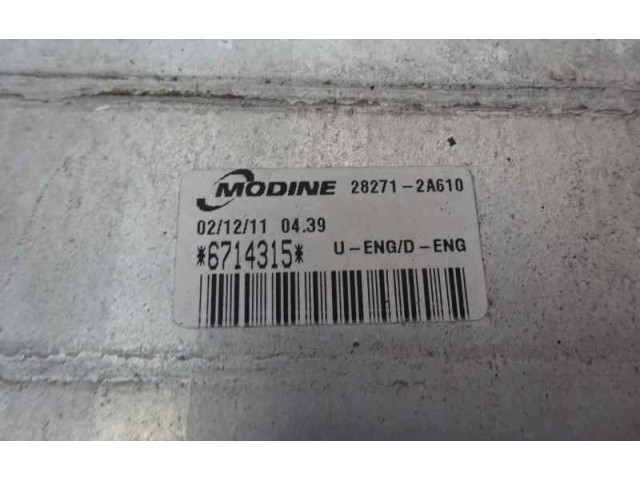 MODINE 28271-2A610
02/12/11 04.39
*6714315* U-ENG/D-ENG